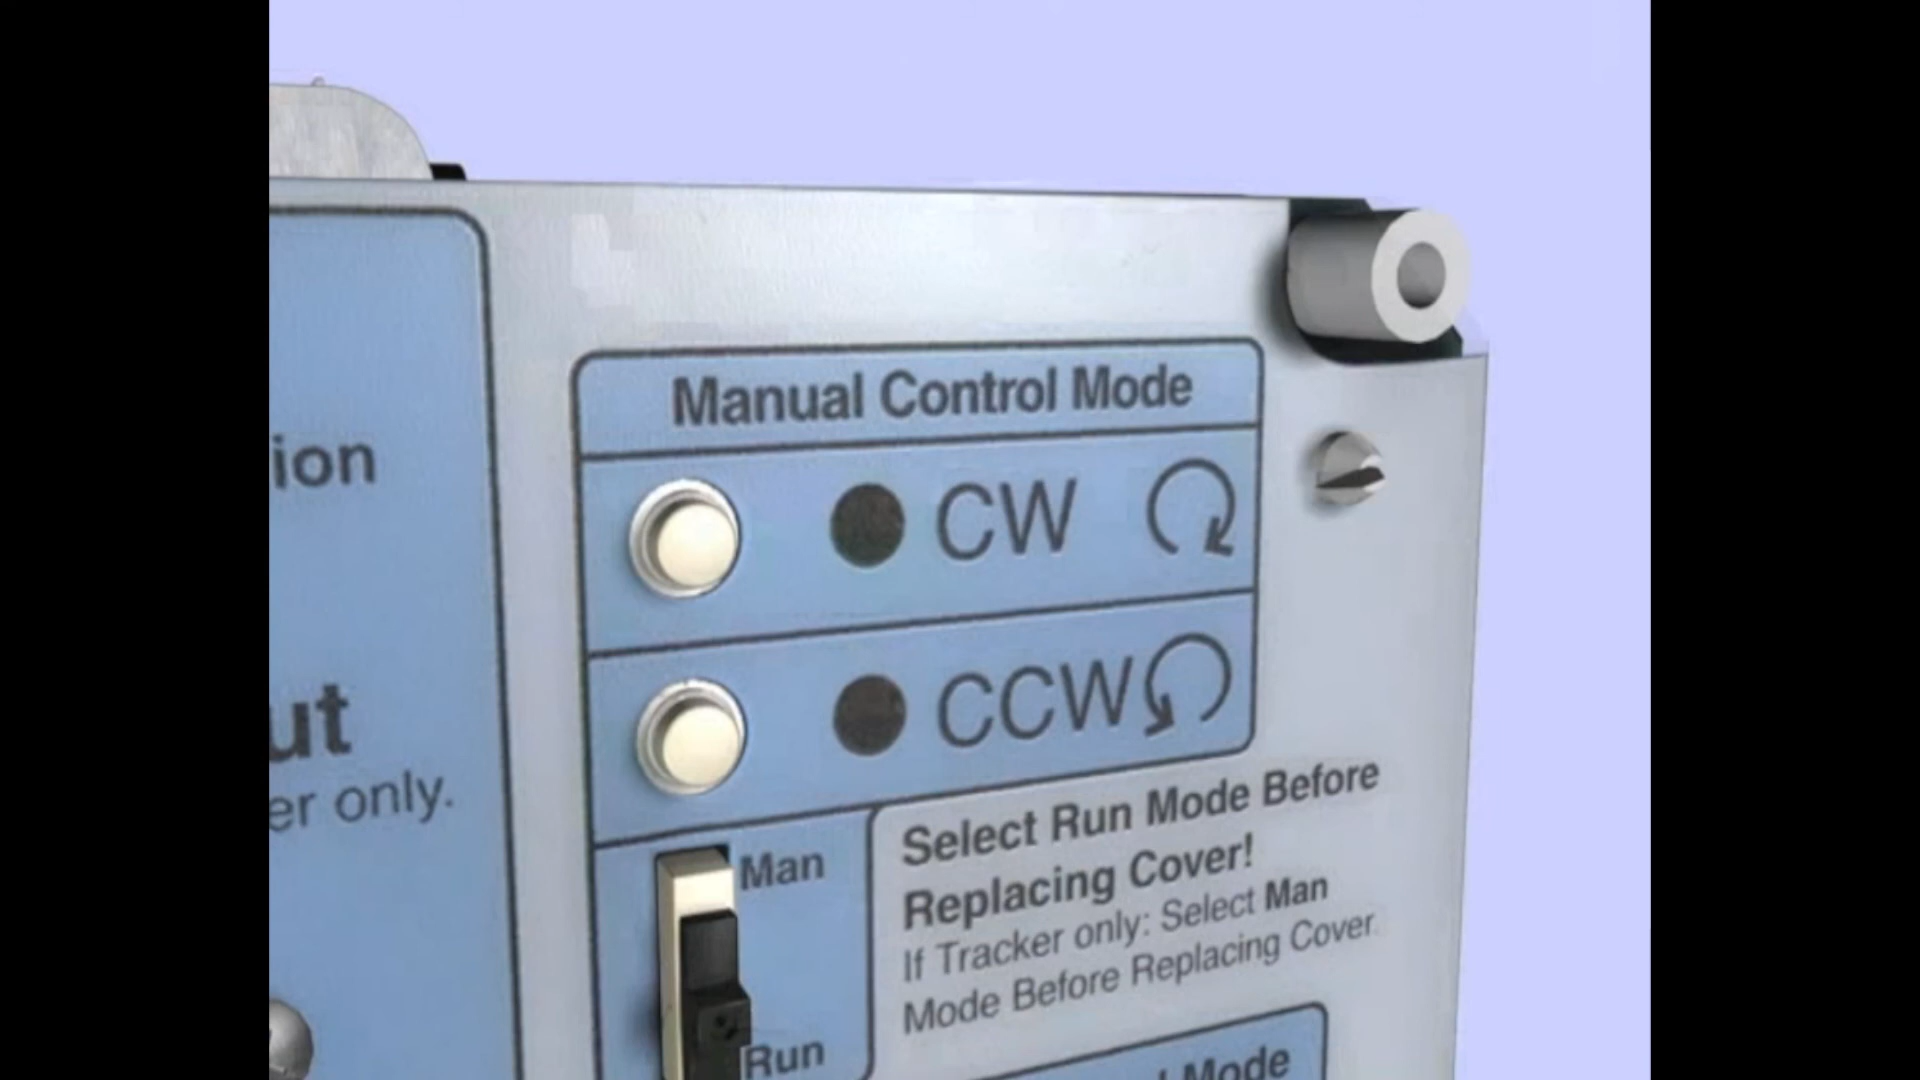 ion
ut
er only.
Manual Control Mode
CW
CCW
Man
Run
Select Run Mode Before
Replacing Cover!
If Tracker only: Select Man
Mode Before Replacing Cover.
Mode